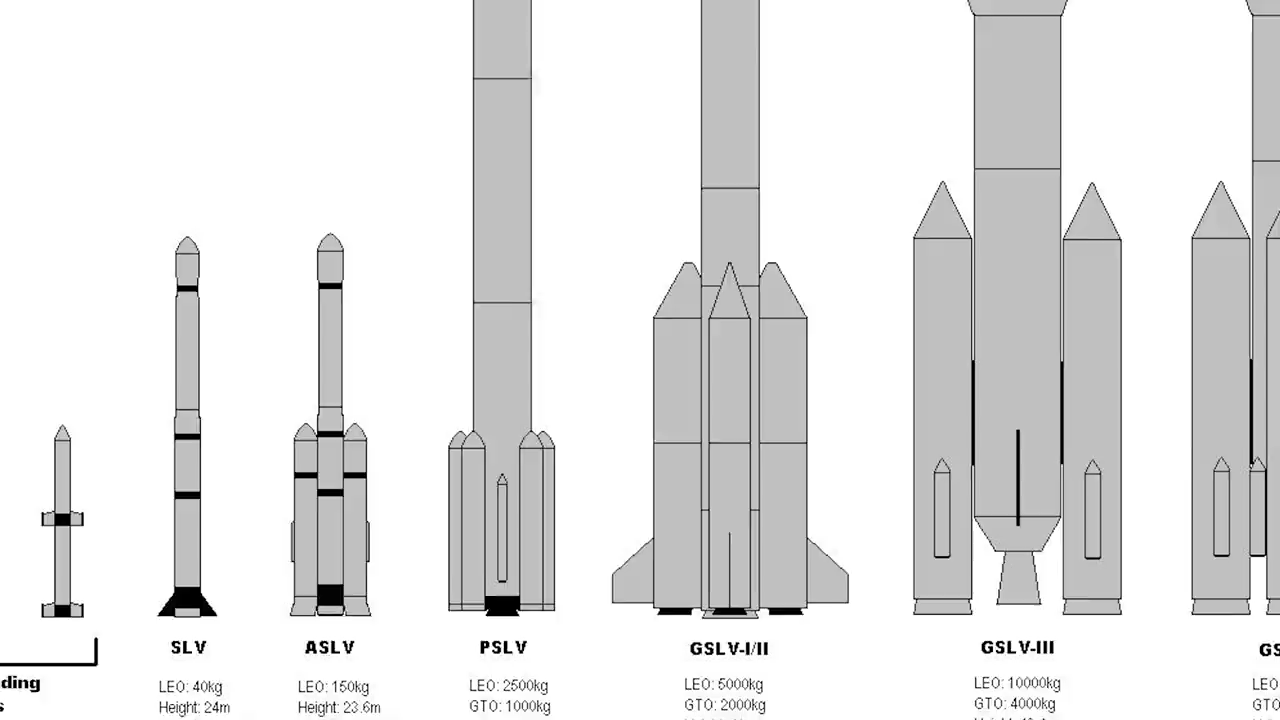 SLV
ASLV
PSLV
GSLV-I/II
GSLV-III
GS
ding
s
LEO: 40kg
Height: 24m
LEO: 150kg
Height: 23.6m
LEO: 2500kg
GTO: 1000kg
LEO: 5000kg
GTO: 2000kg
LEO: 10000kg
GTO: 4000kg
LEO
GTO